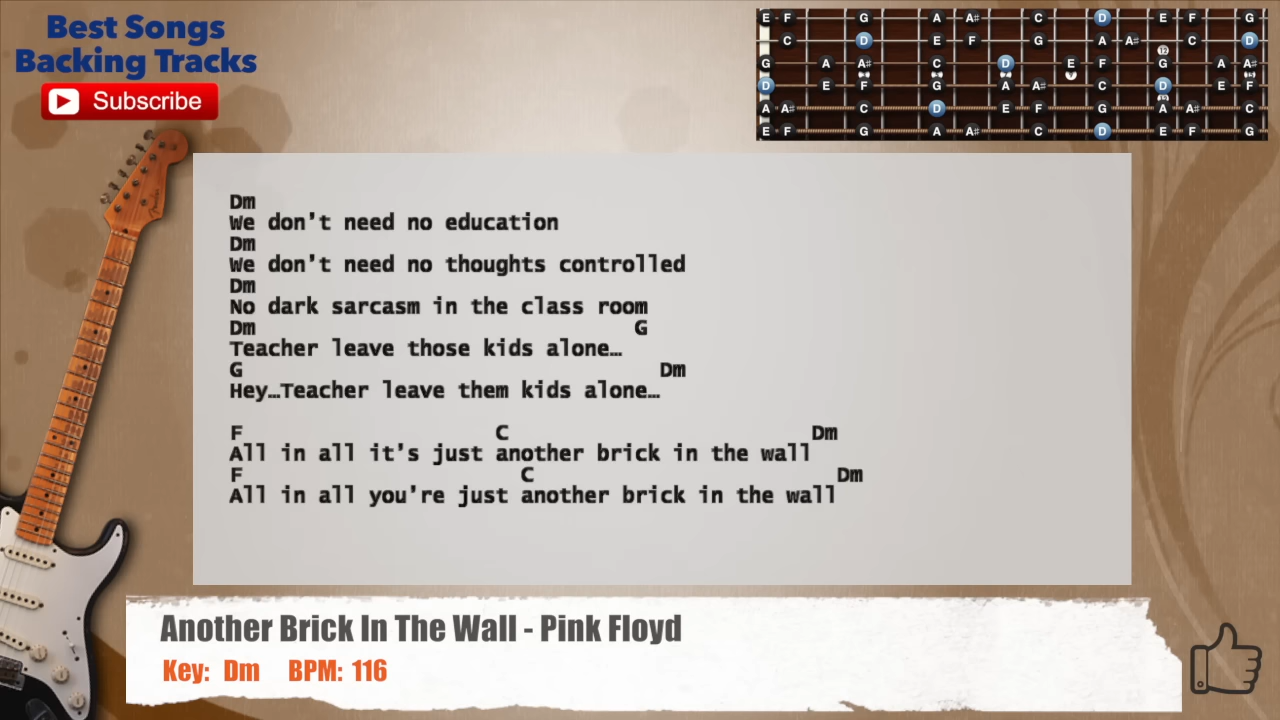 Best Songs
Backing Tracks
Subscribe
E F G A A# C D E F G
C D E F G A A# C D
G A A# C D E F G A A#
D E F G A A# C D E F
A A# C D E F G A A# C
E F G A A# C D E F G
Dm
We don't need no education
Dm
We don't need no thoughts controlled
Dm
No dark sarcasm in the class room
Dm G
Teacher leave those kids alone…
G Dm
Hey…Teacher leave them kids alone…
F C Dm
All in all it's just another brick in the wall
F C Dm
All in all you're just another brick in the wall
Another Brick In The Wall - Pink Floyd
Key: Dm BPM: 116